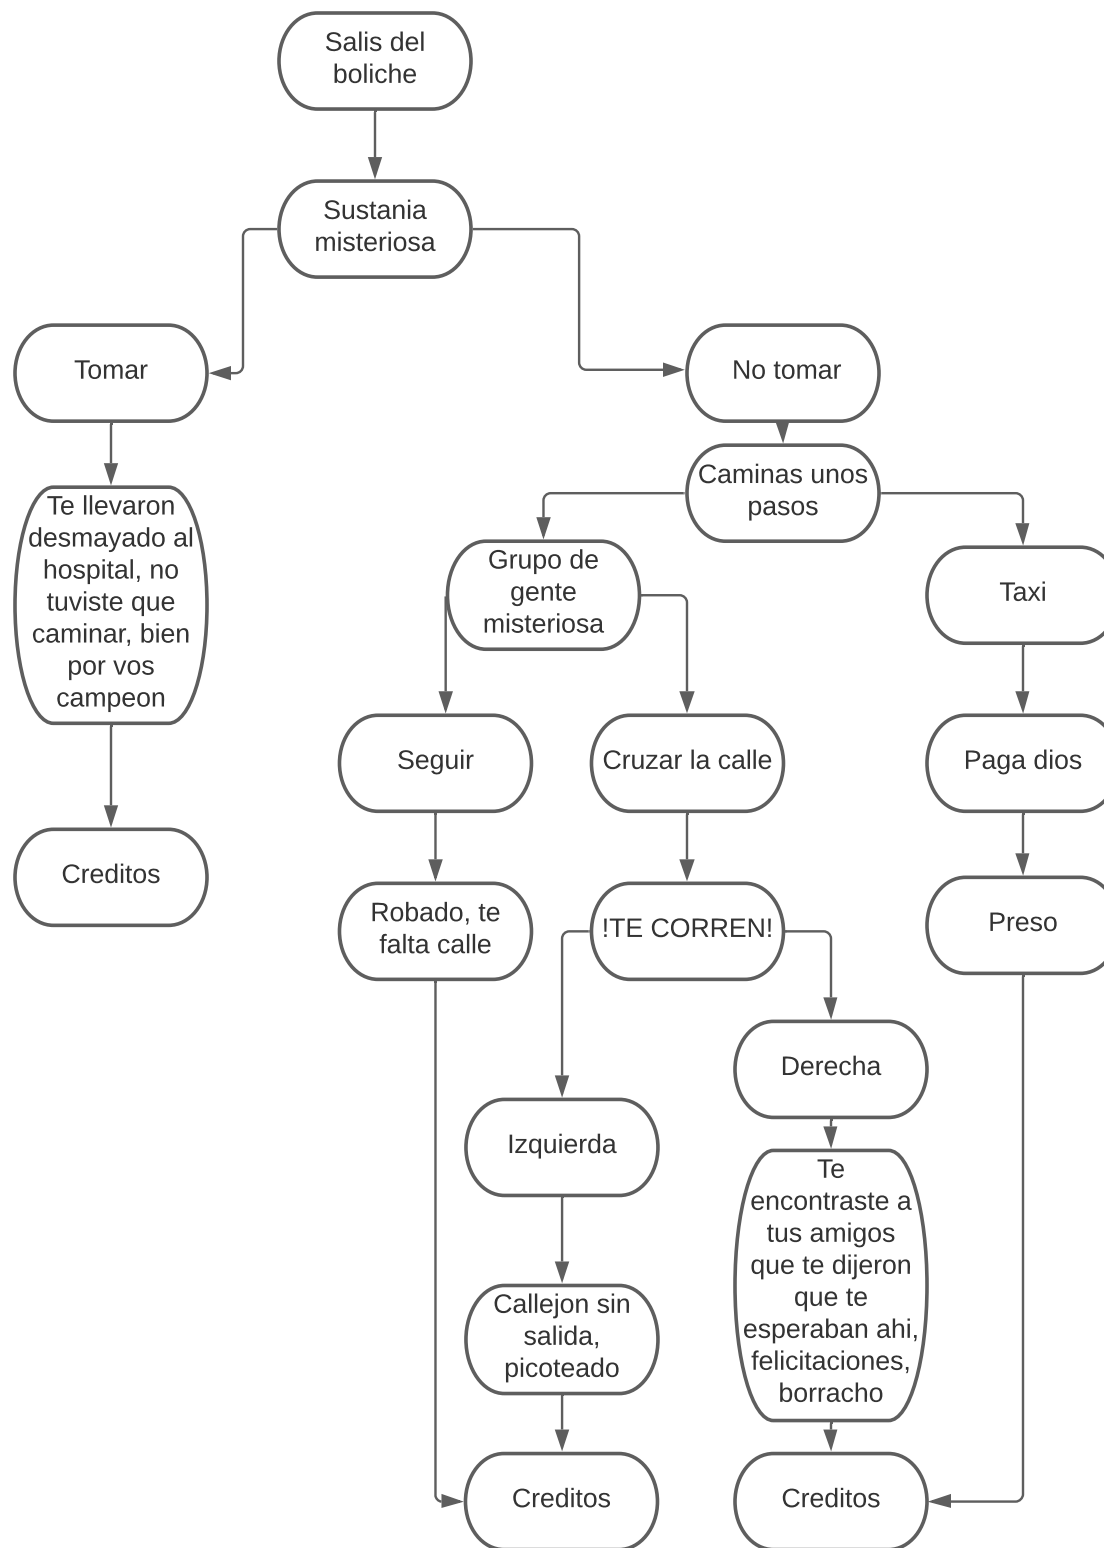 Salis del
boliche
Sustania
misteriosa
Tomar
No tomar
Te llevaron
desmayado al
hospital, no
tuviste que
caminar, bien
por vos
campeon
Creditos
Caminas unos
pasos
Grupo de
gente
misteriosa
Taxi
Seguir
Cruzar la calle
Paga dios
Robado, te
falta calle
!TE CORREN!
Preso
Izquierda
Derecha
Callejon sin
salida,
picoteado
Te
encontraste a
tus amigos
que te dijeron
que te
esperaban ahi,
felicitaciones,
borracho
Creditos
Creditos